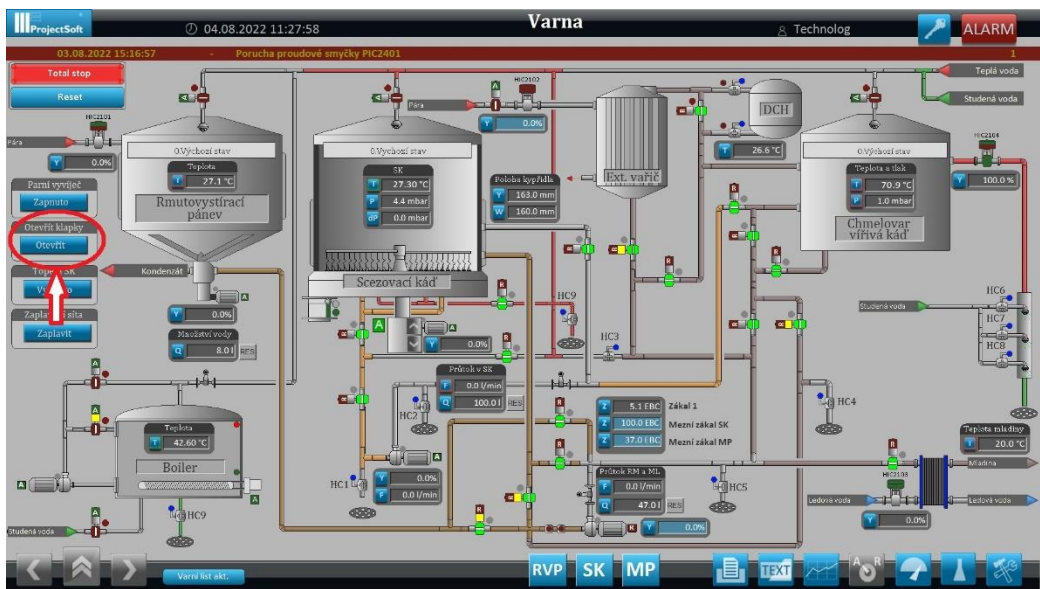 ProjectSoft
04.08.2022 11:27:58
Varna
Technolog
ALARM
03.08.2022 15:16:57 - Porucha proudové smyčky PIC2401 1
Total stop
Reset
Teplá voda
Studená voda
HIC2101
HIC2102
HIC2104
Pára
Pára
Y 0.0%
Y 0.0%
DCH
T 26.6 °C
0.Výchozí stav
0.Vychozí stav
0.Výchozí stav
Teplota
T 27.1 °C
Rmutovystírací
pánev
SK
T 27.30 °C
P 4.4 mbar
dP 0.0 mbar
Scezovací káď
Poloha kypřidla
Y 163.0 mm
W 160.0 mm
Ext. vařič
Teplota a tlak
T 70.9 °C
P 1.0 mbar
Chmelovar
vířivá káď
Y 100.0 %
Parní vyvíječ
Zapnuto
Otevřít klapky
Otevřít
Zaplavit
Kondenzát
Y 0.0%
Množství vody
Q 8.0 l RES
A
Y 0.0%
HC9
HC3
Studená voda
HC6
HC7
HC8
Průtok v SK
F 0.0 l/min
Q 100.0 l RES
HC2
HC4
Z 5.1 EBC Zákal 1
Z 100.0 EBC Mezní zákal SK
Z 37.0 EBC Mezní zákal MP
Teplota
T 42.60 °C
Boiler
HC9
Studená voda
HC1
Y 0.0%
F 0.0 l/min
Průtok RM a ML
F 0.0 l/min
Q 47.0 l RES
Y 0.0%
HC5
Teplota mladiny
T 20.0 °C
Mladina
HIC2103
Ledová voda
Ledová voda
Y 0.0%
Varní list akt.
RVP SK MP
TEXT
A R